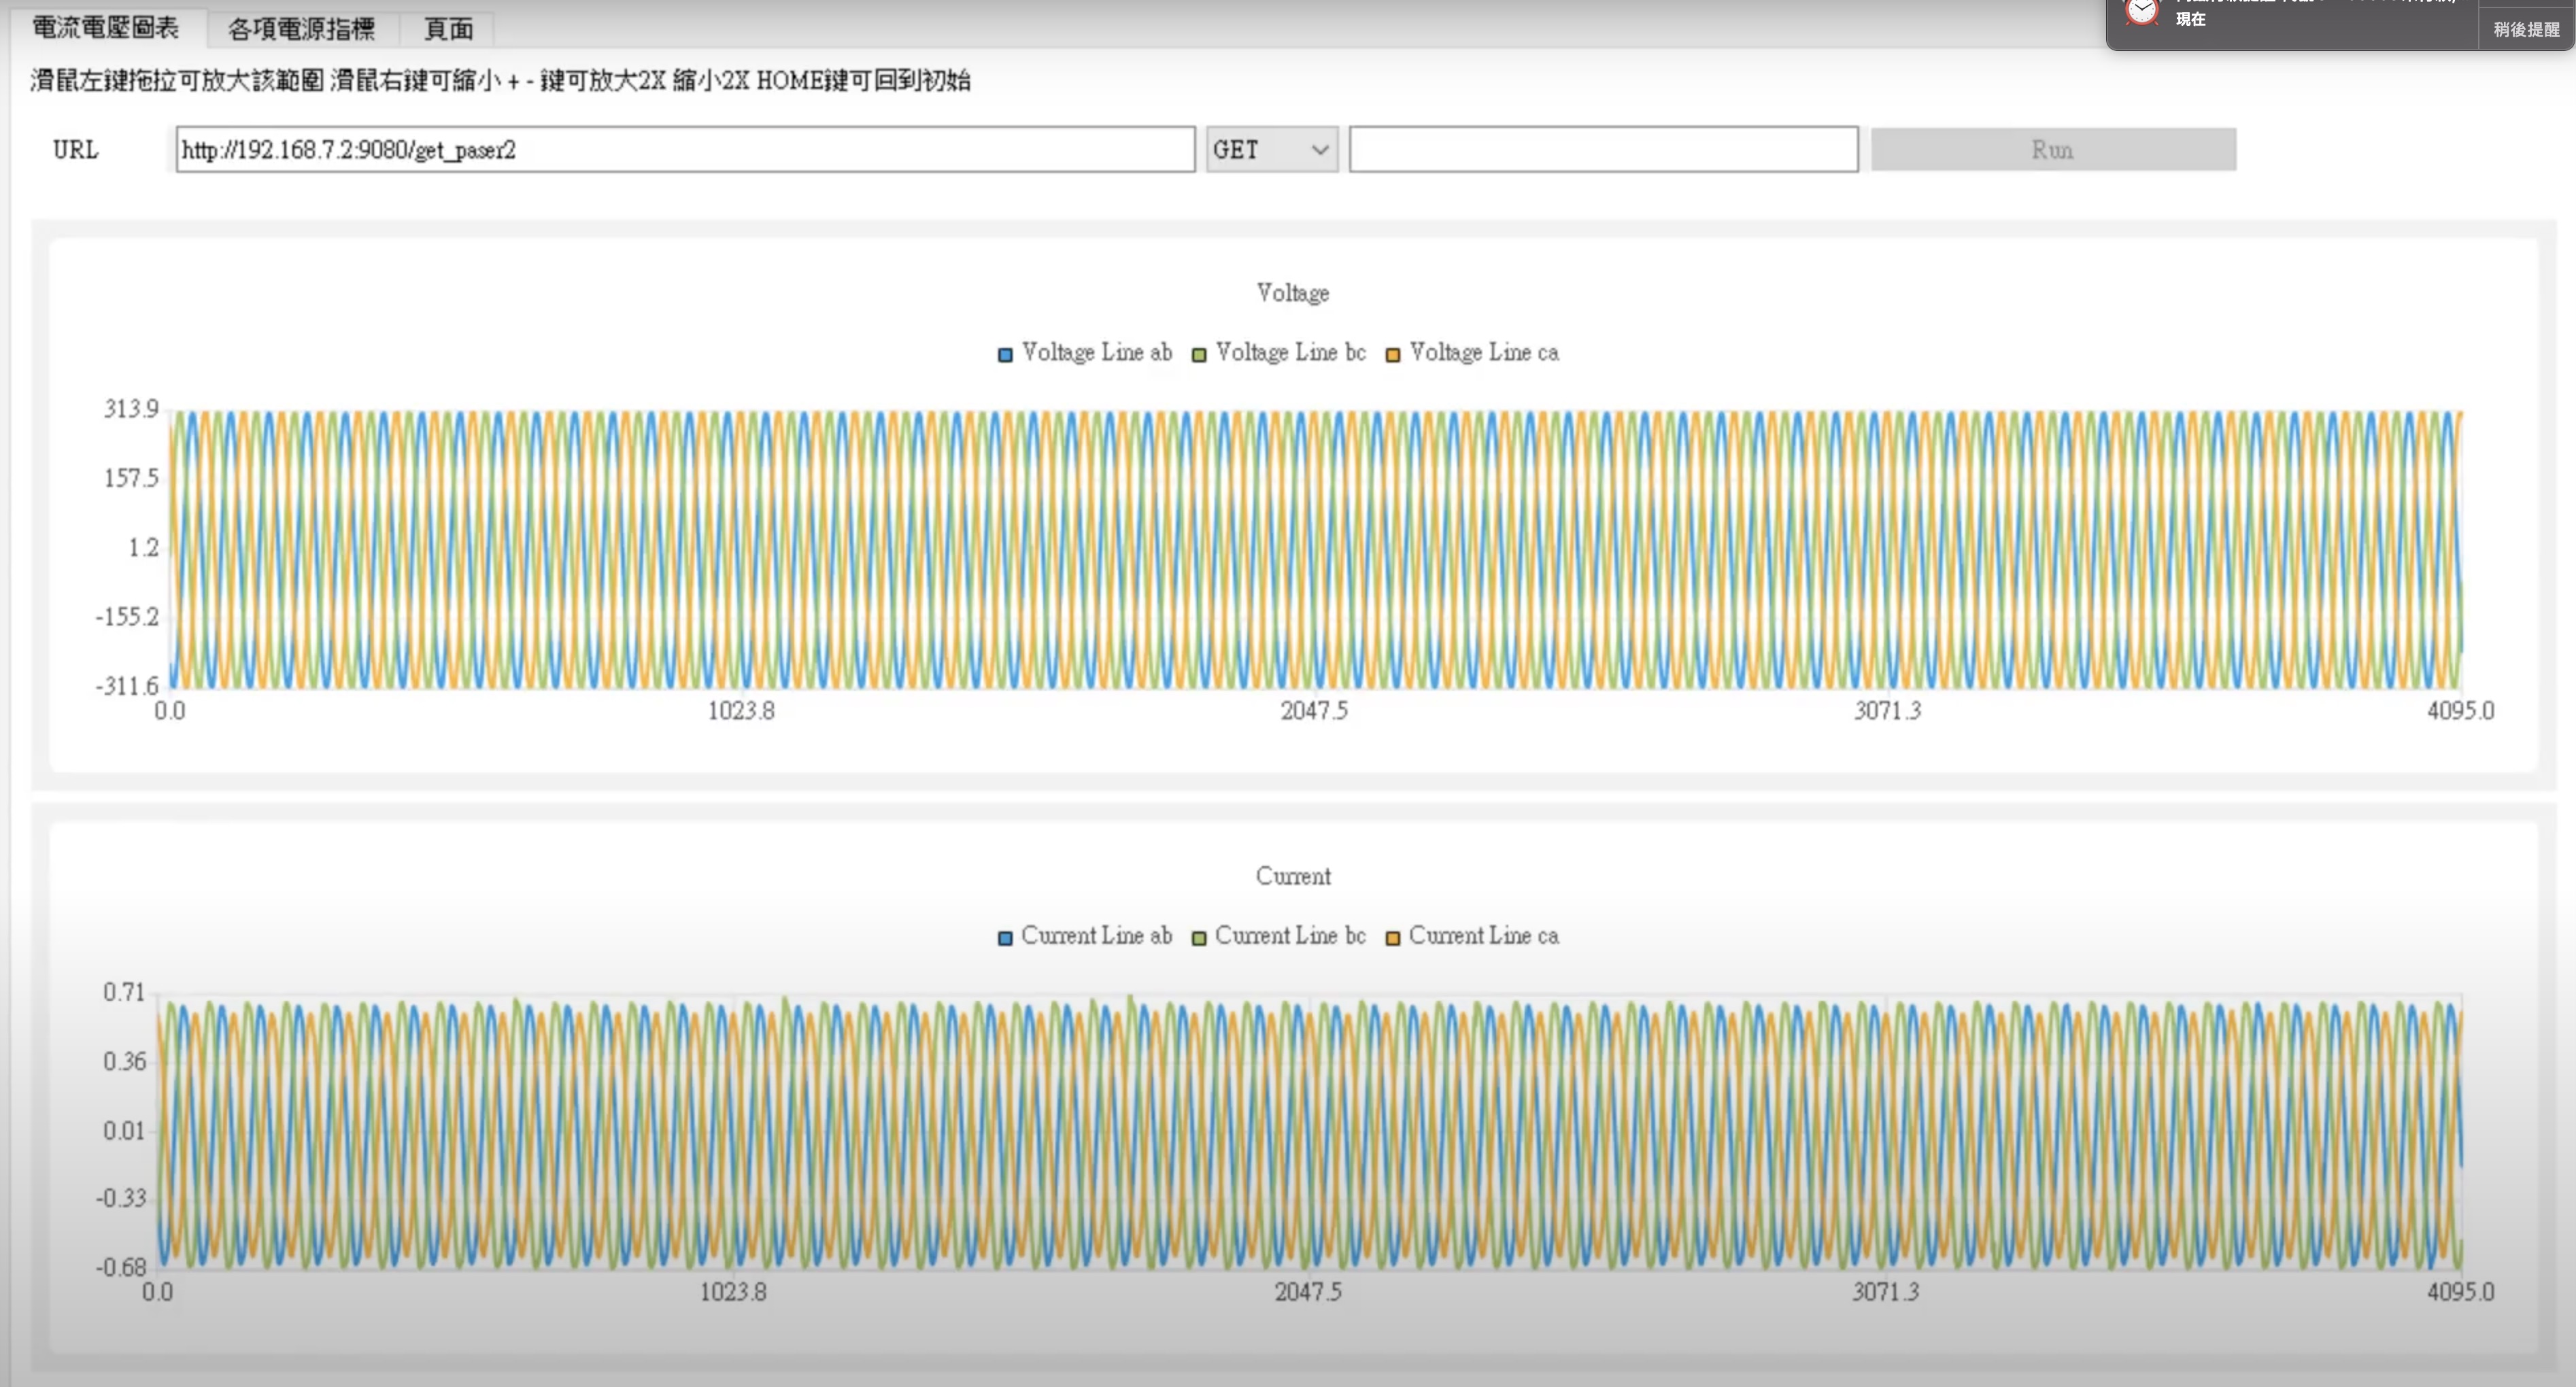 電流電壓圖表 各項電源指標 頁面
現在
稍後提醒
滑鼠左鍵拖拉可放大該範圍 滑鼠右鍵可縮小 + - 鍵可放大2X 縮小2X HOME鍵可回到初始
URL http://192.168.7.2:9080/get_paser2 GET Run
Voltage
Voltage Line ab Voltage Line bc Voltage Line ca
313.9
157.5
1.2
-155.2
-311.6
0.0 1023.8 2047.5 3071.3 4095.0
Current
Current Line ab Current Line bc Current Line ca
0.71
0.36
0.01
-0.33
-0.68
0.0 1023.8 2047.5 3071.3 4095.0